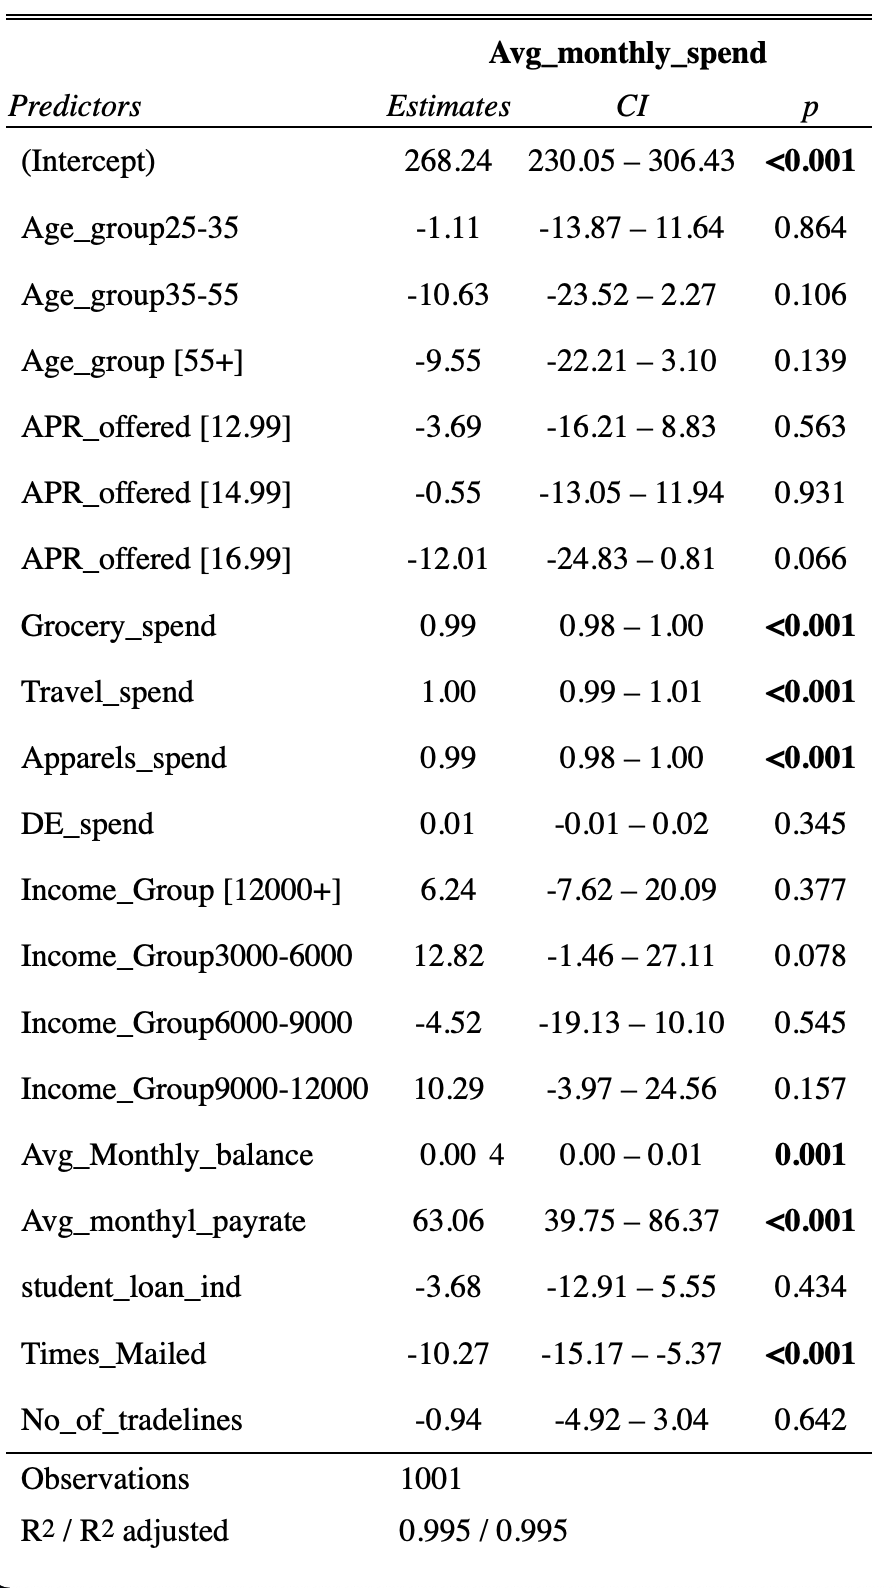 Avg_monthly_spend
Predictors Estimates CI p
(Intercept) 268.24 230.05 – 306.43 <0.001
Age_group25-35 -1.11 -13.87 – 11.64 0.864
Age_group35-55 -10.63 -23.52 – 2.27 0.106
Age_group [55+] -9.55 -22.21 – 3.10 0.139
APR_offered [12.99] -3.69 -16.21 – 8.83 0.563
APR_offered [14.99] -0.55 -13.05 – 11.94 0.931
APR_offered [16.99] -12.01 -24.83 – 0.81 0.066
Grocery_spend 0.99 0.98 – 1.00 <0.001
Travel_spend 1.00 0.99 – 1.01 <0.001
Apparels_spend 0.99 0.98 – 1.00 <0.001
DE_spend 0.01 -0.01 – 0.02 0.345
Income_Group [12000+] 6.24 -7.62 – 20.09 0.377
Income_Group3000-6000 12.82 -1.46 – 27.11 0.078
Income_Group6000-9000 -4.52 -19.13 – 10.10 0.545
Income_Group9000-12000 10.29 -3.97 – 24.56 0.157
Avg_Monthly_balance 0.00 4 0.00 – 0.01 0.001
Avg_monthyl_payrate 63.06 39.75 – 86.37 <0.001
student_loan_ind -3.68 -12.91 – 5.55 0.434
Times_Mailed -10.27 -15.17 – -5.37 <0.001
No_of_tradelines -0.94 -4.92 – 3.04 0.642
Observations 1001
R2 / R2 adjusted 0.995 / 0.995